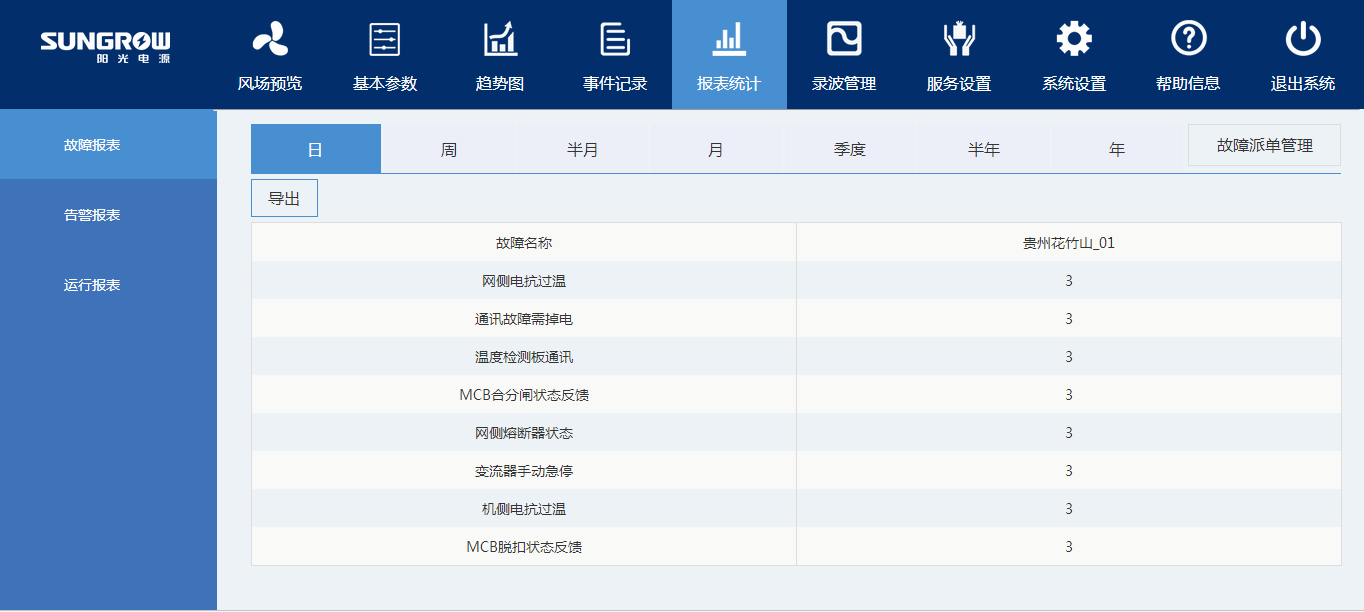 SUNGROW
阳光电源
风场预览
基本参数
趋势图
事件记录
报表统计
录波管理
服务设置
系统设置
帮助信息
退出系统
故障报表
告警报表
运行报表
日 周 半月 月 季度 半年 年 故障派单管理
导出
故障名称 贵州花竹山_01
网侧电抗过温 3
通讯故障需掉电 3
温度检测板通讯 3
MCB合分闸状态反馈 3
网侧熔断器状态 3
变流器手动急停 3
机侧电抗过温 3
MCB脱扣状态反馈 3